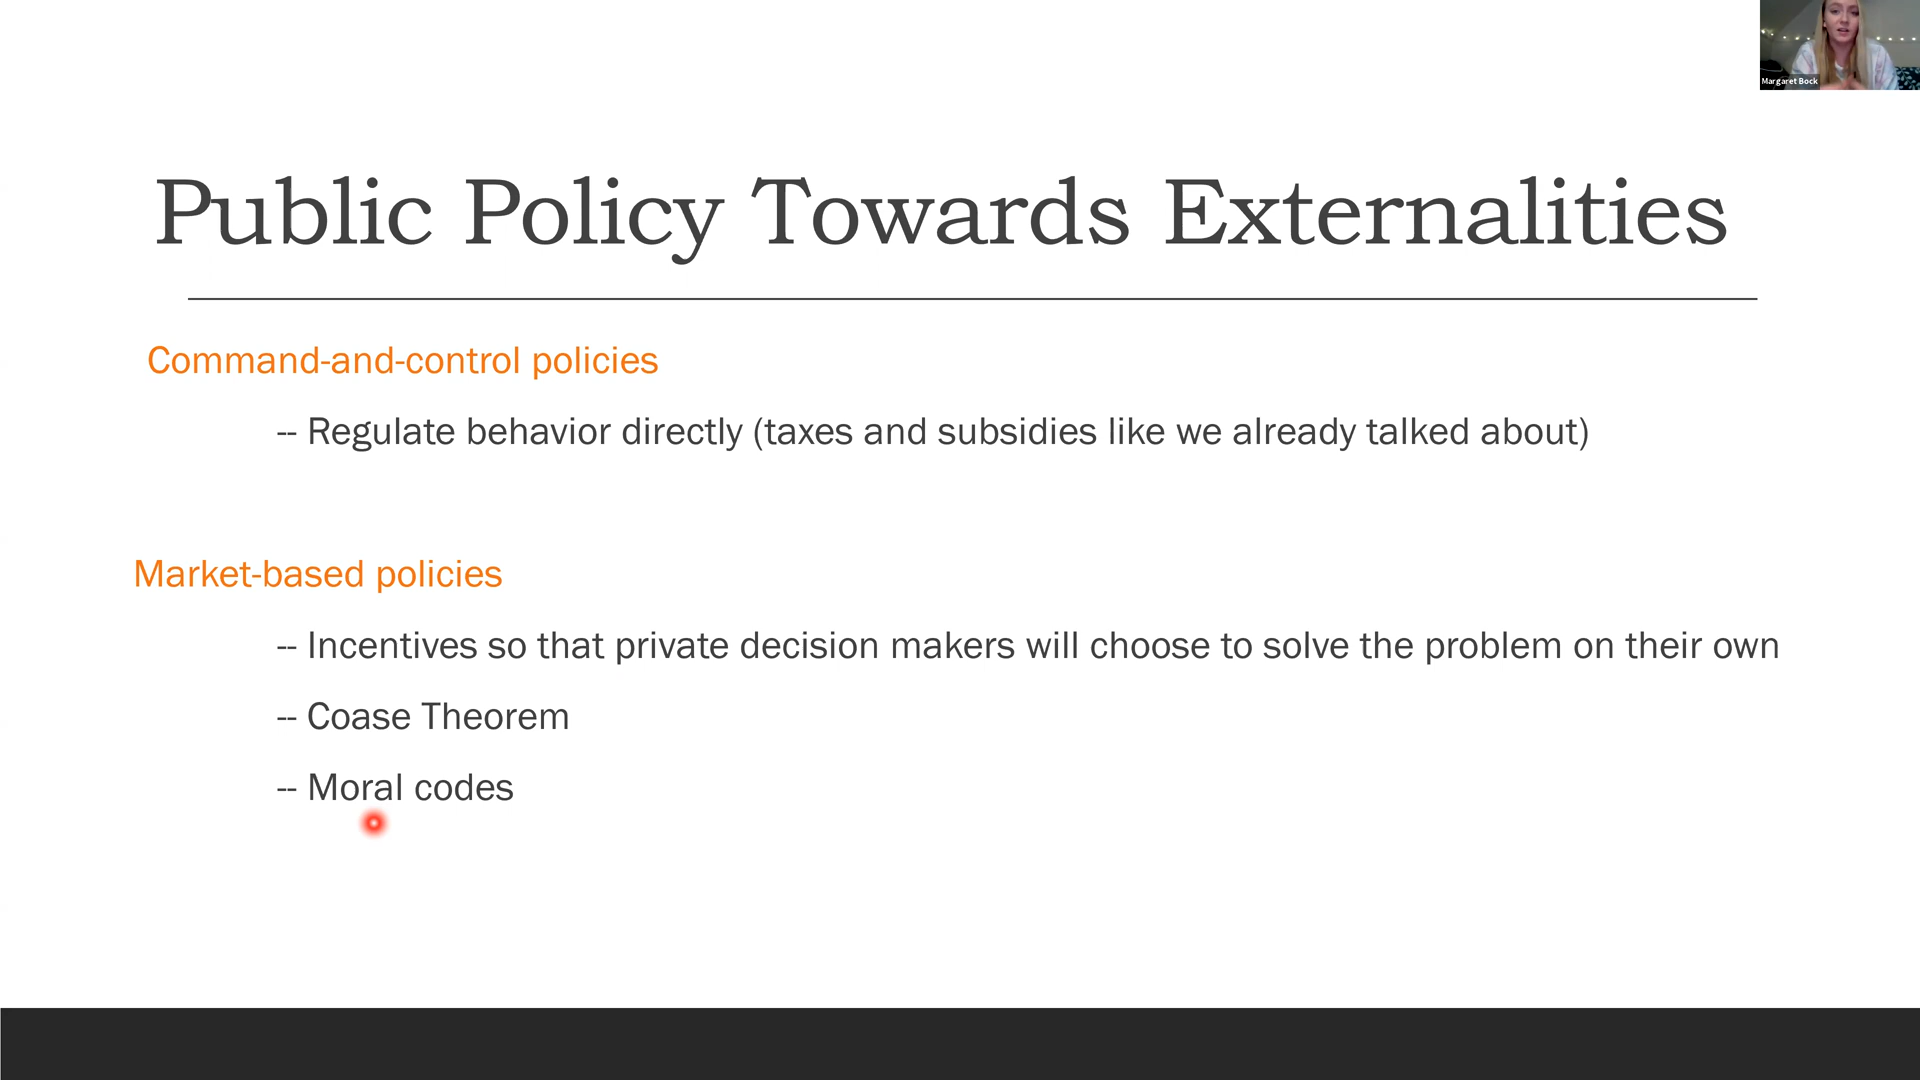 Margaret Bock
Public Policy Towards Externalities
Command-and-control policies
-- Regulate behavior directly (taxes and subsidies like we already talked about)
Market-based policies
-- Incentives so that private decision makers will choose to solve the problem on their own
-- Coase Theorem
-- Moral codes